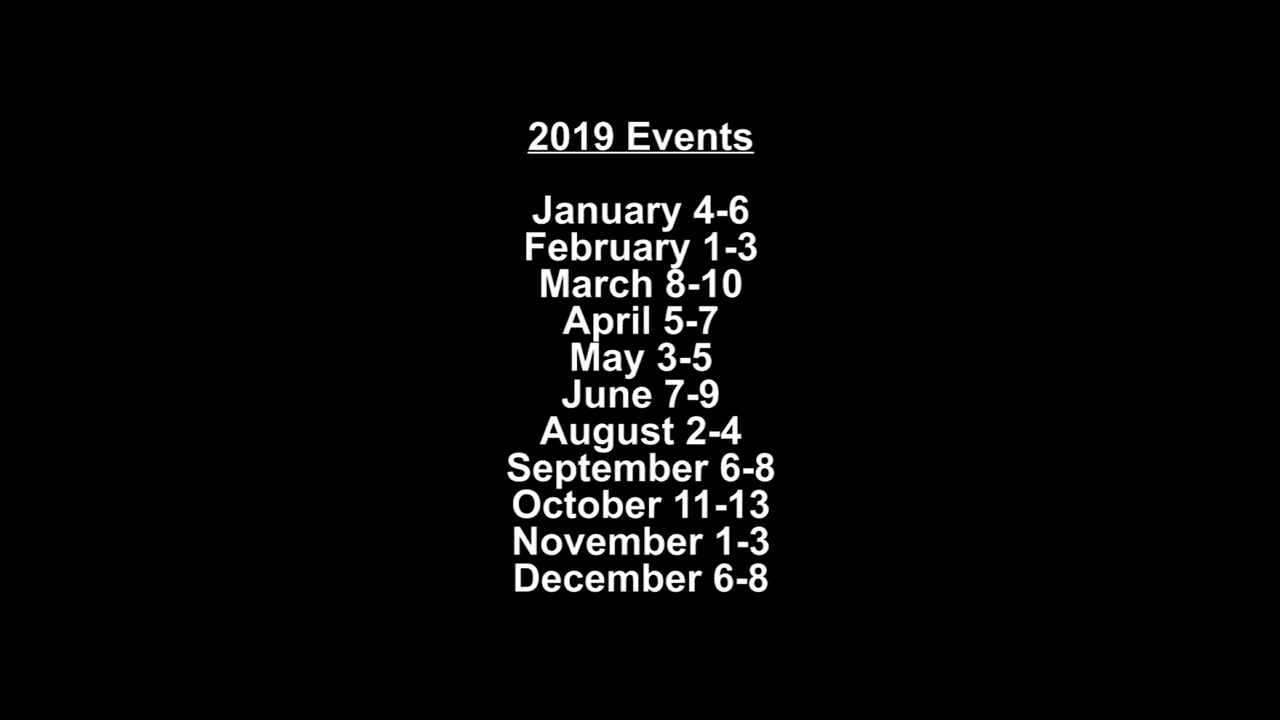 2019 Events
January 4-6
February 1-3
March 8-10
April 5-7
May 3-5
June 7-9
August 2-4
September 6-8
October 11-13
November 1-3
December 6-8